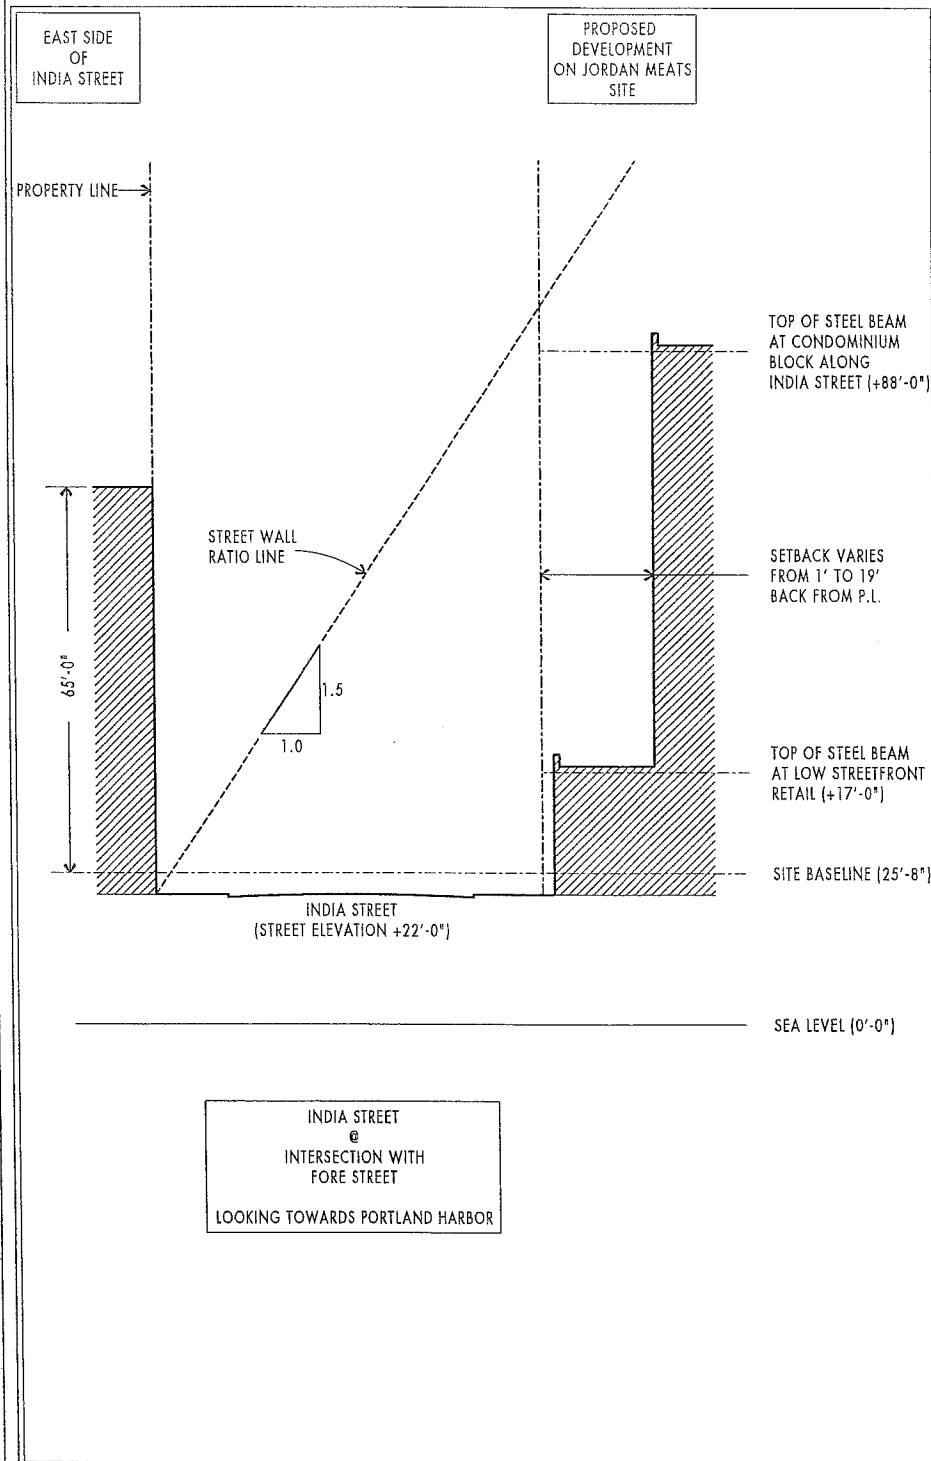 EAST SIDE
OF
INDIA STREET
PROPOSED
DEVELOPMENT
ON JORDAN MEATS
SITE
PROPERTY LINE
TOP OF STEEL BEAM
AT CONDOMINIUM
BLOCK ALONG
INDIA STREET (+88'-0")
STREET WALL
RATIO LINE
SETBACK VARIES
FROM 1' TO 19'
BACK FROM P.L.
65'-0"
1.5
1.0
TOP OF STEEL BEAM
AT LOW STREETFRONT
RETAIL (+17'-0")
SITE BASELINE (25'-8")
INDIA STREET
(STREET ELEVATION +22'-0")
SEA LEVEL (0'-0")
INDIA STREET
@
INTERSECTION WITH
FORE STREET
LOOKING TOWARDS PORTLAND HARBOR